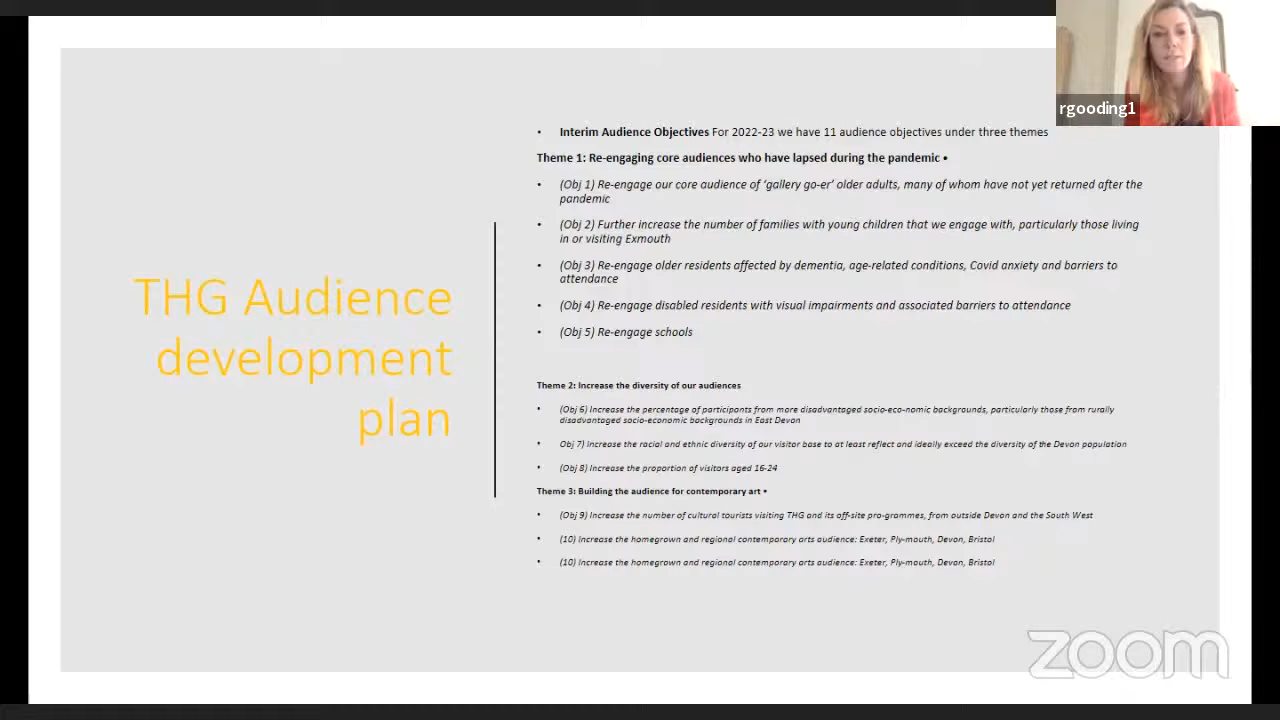 rgooding1
THG Audience
development
plan
• Interim Audience Objectives For 2022-23 we have 11 audience objectives under three themes
Theme 1: Re-engaging core audiences who have lapsed during the pandemic •
• (Obj 1) Re-engage our core audience of ‘gallery go-er’ older adults, many of whom have not yet returned after the
pandemic
• (Obj 2) Further increase the number of families with young children that we engage with, particularly those living
in or visiting Exmouth
• (Obj 3) Re-engage older residents affected by dementia, age-related conditions, Covid anxiety and barriers to
attendance
• (Obj 4) Re-engage disabled residents with visual impairments and associated barriers to attendance
• (Obj 5) Re-engage schools
Theme 2: Increase the diversity of our audiences
• (Obj 6) Increase the percentage of participants from more disadvantaged socio-eco-nomic backgrounds, particularly those from rurally
disadvantaged socio-economic backgrounds in East Devon
• Obj 7) Increase the racial and ethnic diversity of our visitor base to at least reflect and ideally exceed the diversity of the Devon population
• (Obj 8) Increase the proportion of visitors aged 16-24
Theme 3: Building the audience for contemporary art •
• (Obj 9) Increase the number of cultural tourists visiting THG and its off-site pro-grammes, from outside Devon and the South West
• (10) Increase the homegrown and regional contemporary arts audience: Exeter, Ply-mouth, Devon, Bristol
• (10) Increase the homegrown and regional contemporary arts audience: Exeter, Ply-mouth, Devon, Bristol
zoom